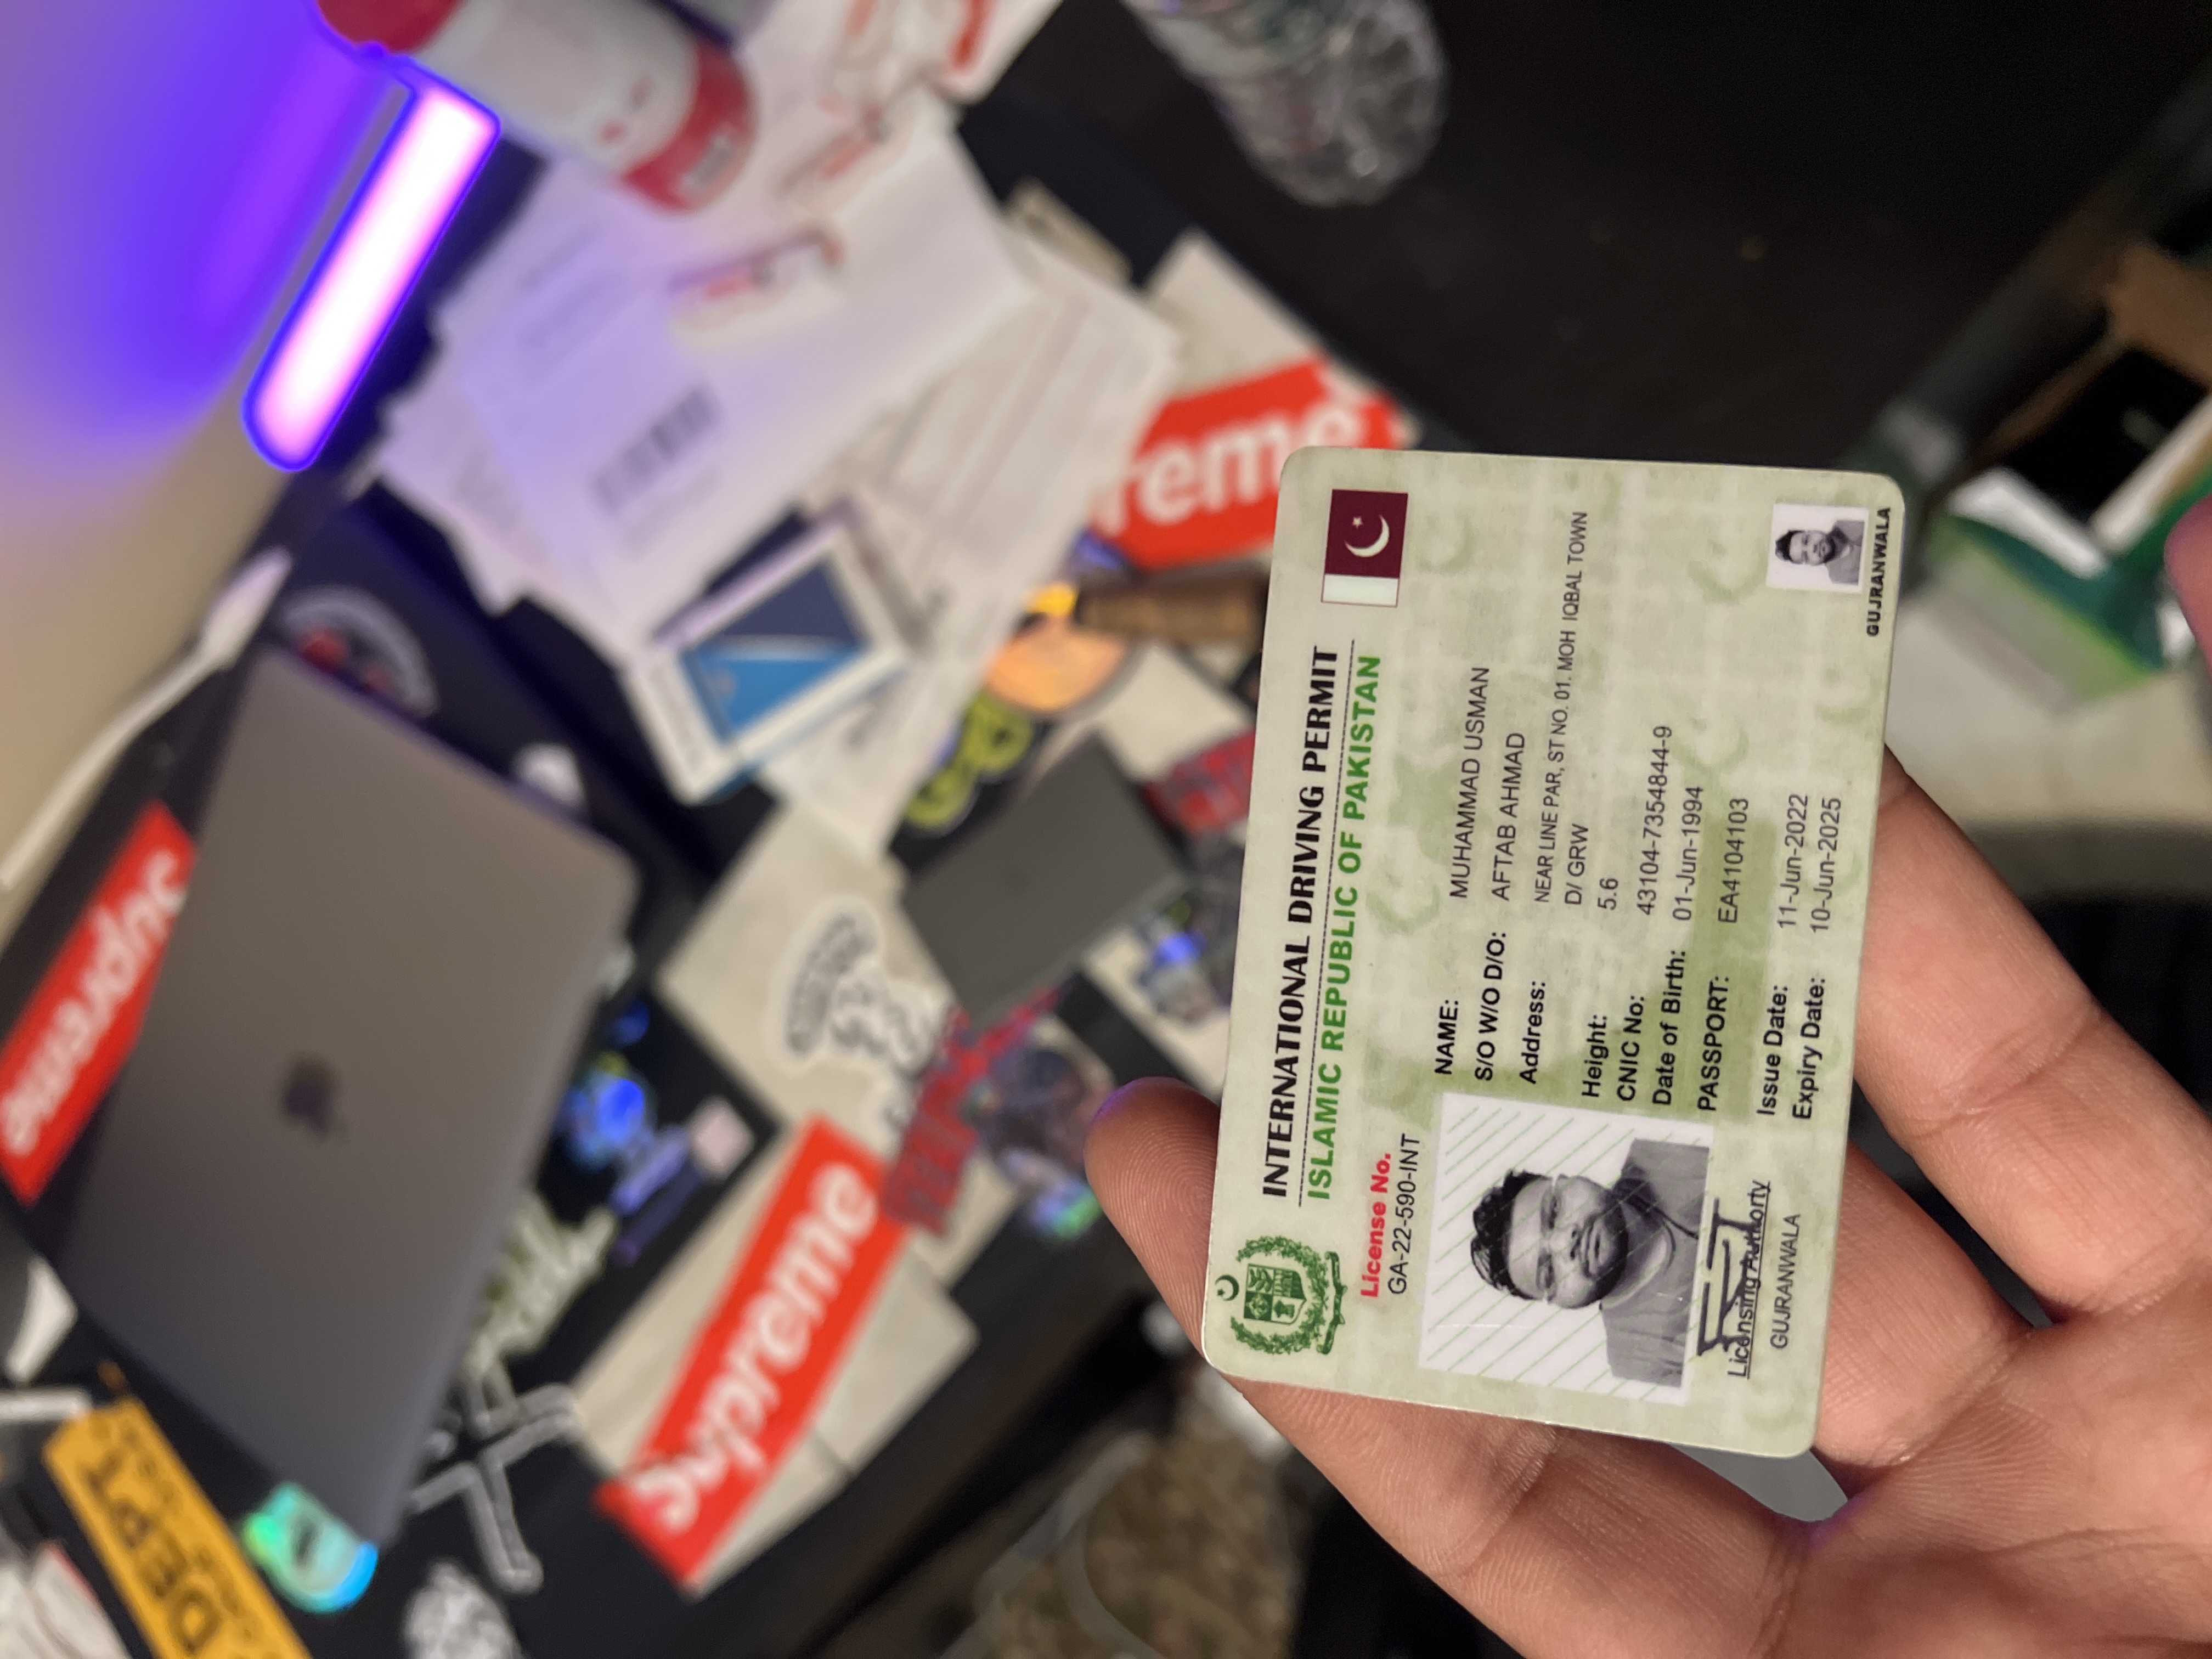 INTERNATIONAL DRIVING PERMIT
ISLAMIC REPUBLIC OF PAKISTAN
License No.
GA-22-590-INT
NAME: MUHAMMAD USMAN
S/O W/O D/O: AFTAB AHMAD
Address: NEAR LINE PAR, ST NO. 01. MOH IQBAL TOWN
D/ GRW
Height: 5.6
CNIC No: 43104-7354844-9
Date of Birth: 01-Jun-1994
PASSPORT: EA4104103
Issue Date: 11-Jun-2022
Expiry Date: 10-Jun-2025
Licensing Authorty
GUJRANWALA
GUJRANWALA
Supreme
Supreme
reme
DEPT